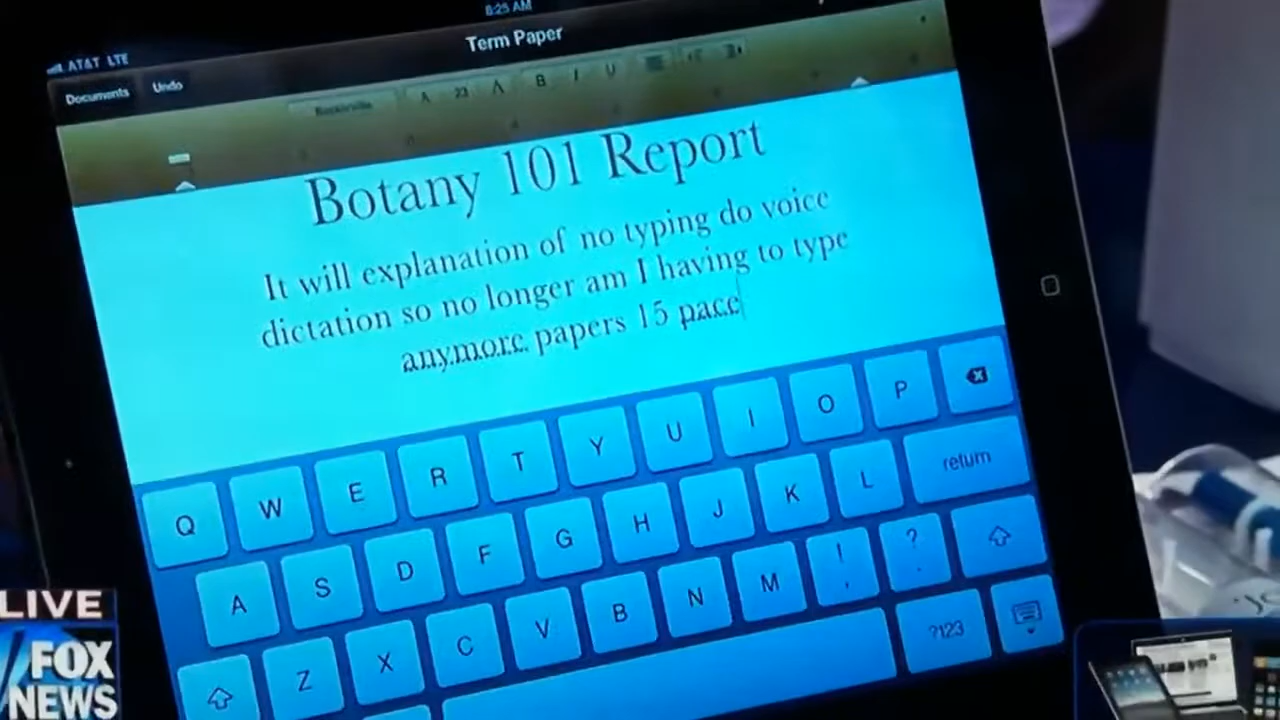 8:25 AM
AT&T LTE
Term Paper
Documents Undo
A 23 A B I U
Botany 101 Report
It will explanation of no typing do voice
dictation so no longer am I having to type
anymore papers 15 pace
Q W E R T Y U I O P
A S D F G H J K L return
Z X C V B N M ! , ? .
?123
LIVE
FOX
NEWS